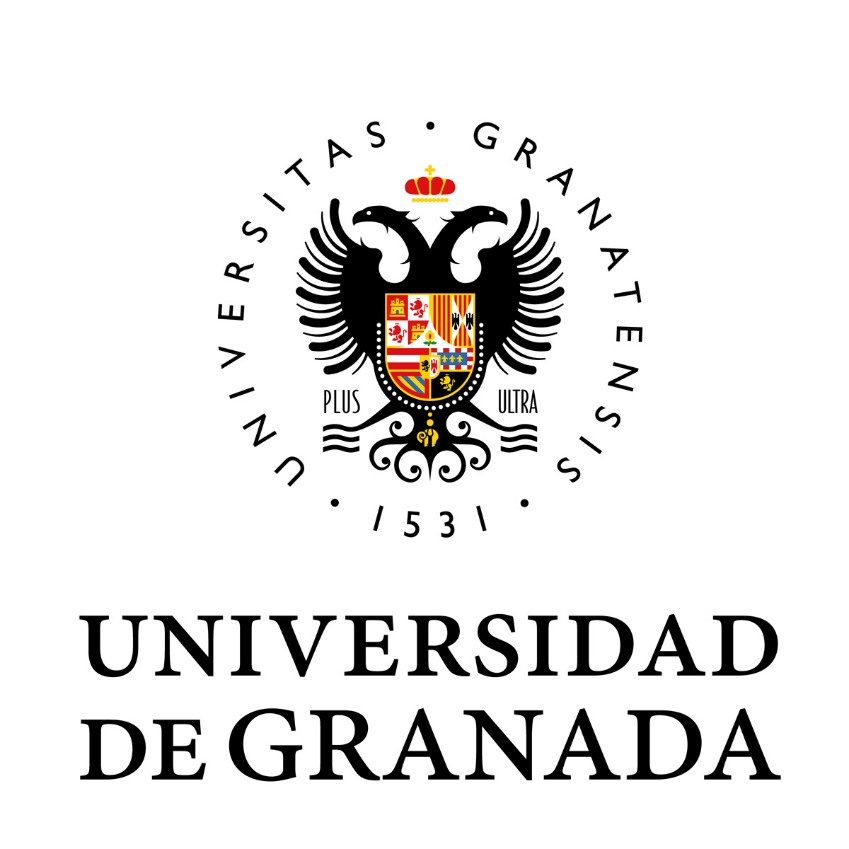 UNIVERSITAS · GRANATENSIS
PLUS ULTRA
· 1531 ·
UNIVERSIDAD
DE GRANADA